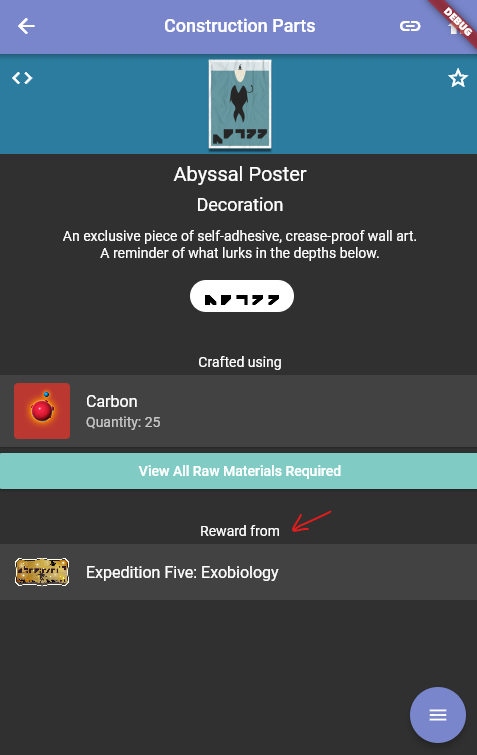 Construction Parts
DEBUG
Abyssal Poster
Decoration
An exclusive piece of self-adhesive, crease-proof wall art.
A reminder of what lurks in the depths below.
Crafted using
Carbon
Quantity: 25
View All Raw Materials Required
Reward from
Expedition Five: Exobiology